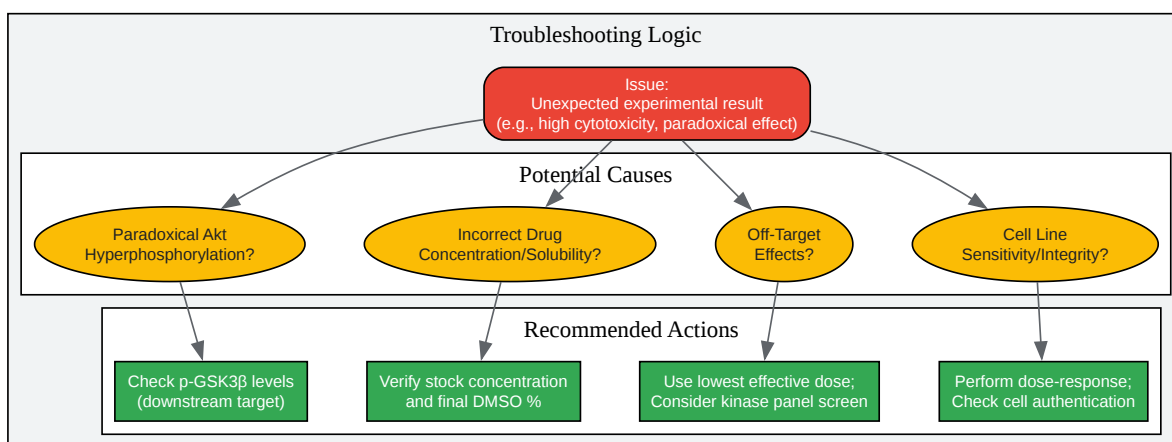 Troubleshooting Logic
Issue:
Unexpected experimental result
(e.g., high cytotoxicity, paradoxical effect)
Potential Causes
Paradoxical Akt
Hyperphosphorylation?
Incorrect Drug
Concentration/Solubility?
Off-Target
Effects?
Cell Line
Sensitivity/Integrity?
Recommended Actions
Check p-GSK3β levels
(downstream target)
Verify stock concentration
and final DMSO %
Use lowest effective dose;
Consider kinase panel screen
Perform dose-response;
Check cell authentication